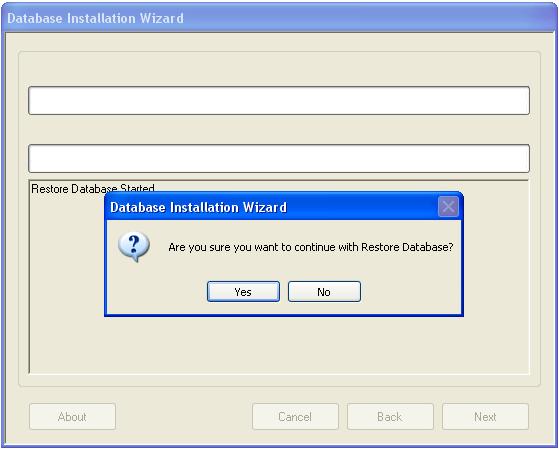 Database Installation Wizard
Restore Database Started
Database Installation Wizard
Are you sure you want to continue with Restore Database?
Yes
No
About
Cancel
Back
Next